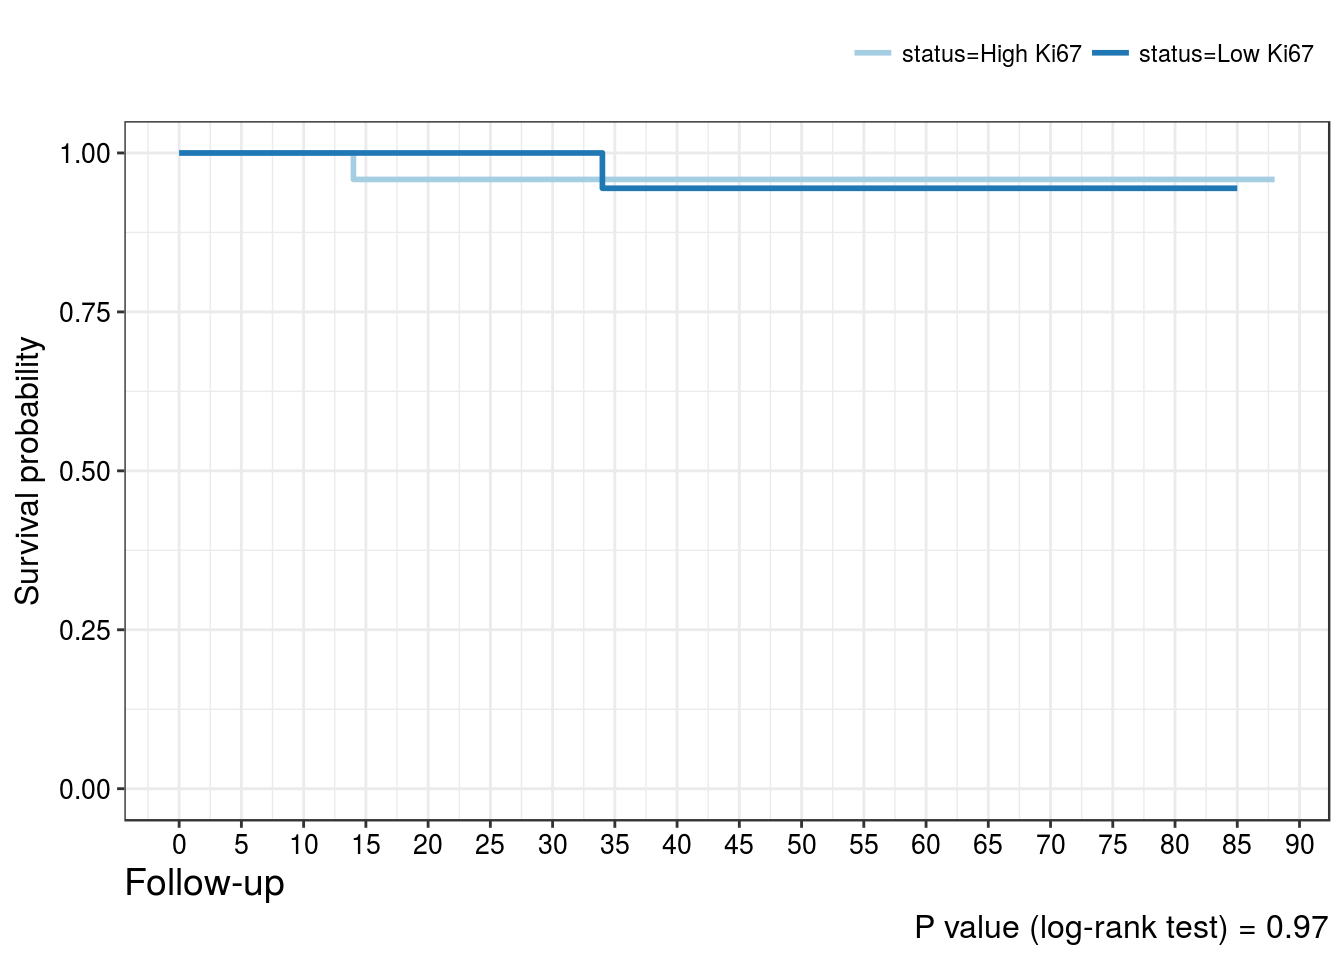 status=High Ki67 status=Low Ki67
Survival probability
1.00
0.75
0.50
0.25
0.00
0 5 10 15 20 25 30 35 40 45 50 55 60 65 70 75 80 85 90
Follow-up
P value (log-rank test) = 0.97